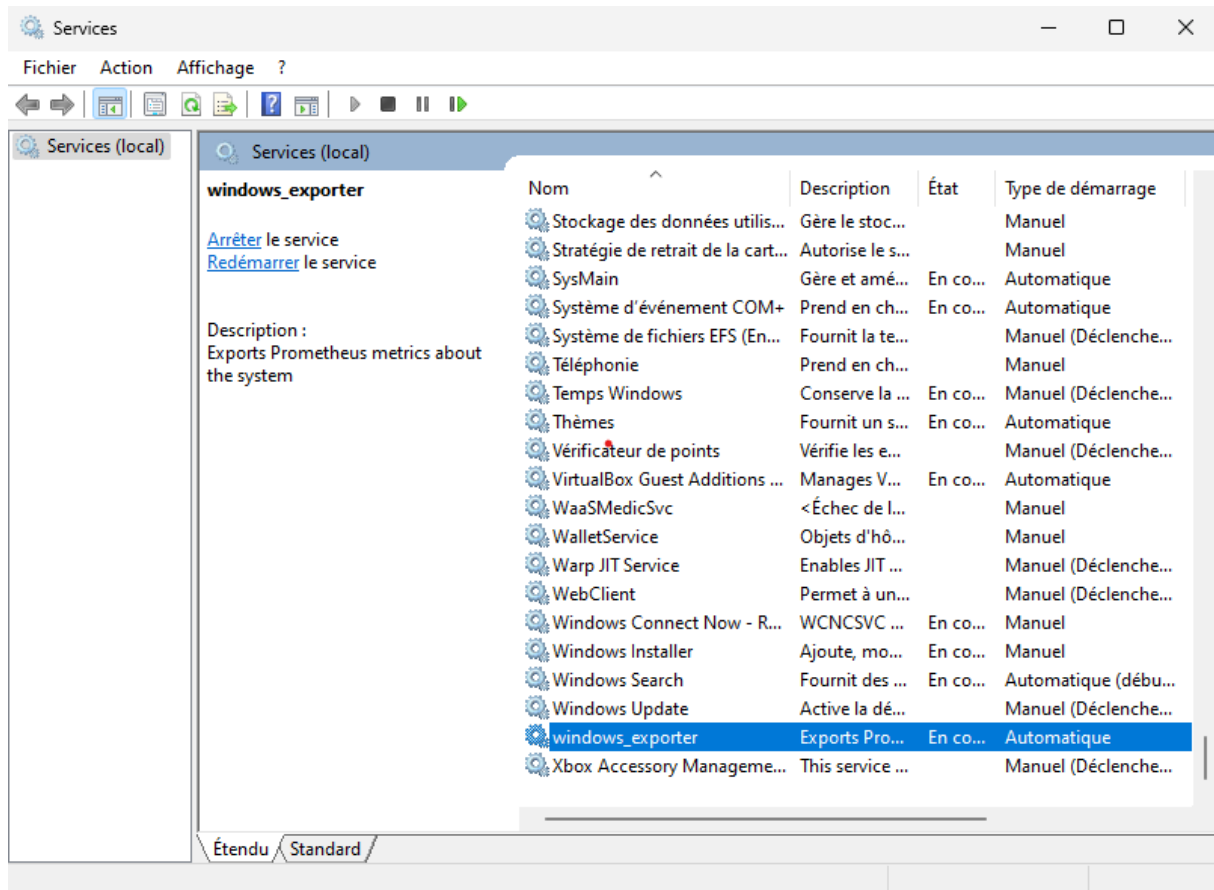 Services
Fichier Action Affichage ?
Services (local)
Services (local)
windows_exporter
Arrêter le service
Redémarrer le service
Description :
Exports Prometheus metrics about
the system
Nom Description État Type de démarrage
Stockage des données utilis... Gère le stoc... Manuel
Stratégie de retrait de la cart... Autorise le s... Manuel
SysMain Gère et amé... En co... Automatique
Système d'événement COM+ Prend en ch... En co... Automatique
Système de fichiers EFS (En... Fournit la te... Manuel (Déclenche...
Téléphonie Prend en ch... Manuel
Temps Windows Conserve la ... En co... Manuel (Déclenche...
Thèmes Fournit un s... En co... Automatique
Vérificateur de points Vérifie les e... Manuel (Déclenche...
VirtualBox Guest Additions ... Manages V... En co... Automatique
WaaSMedicSvc <Échec de l... Manuel
WalletService Objets d'hô... Manuel
Warp JIT Service Enables JIT ... Manuel (Déclenche...
WebClient Permet à un... Manuel (Déclenche...
Windows Connect Now - R... WCNCSVC ... En co... Manuel
Windows Installer Ajoute, mo... En co... Manuel
Windows Search Fournit des ... En co... Automatique (débu...
Windows Update Active la dé... Manuel (Déclenche...
windows_exporter Exports Pro... En co... Automatique
Xbox Accessory Manageme... This service ... Manuel (Déclenche...
Étendu Standard